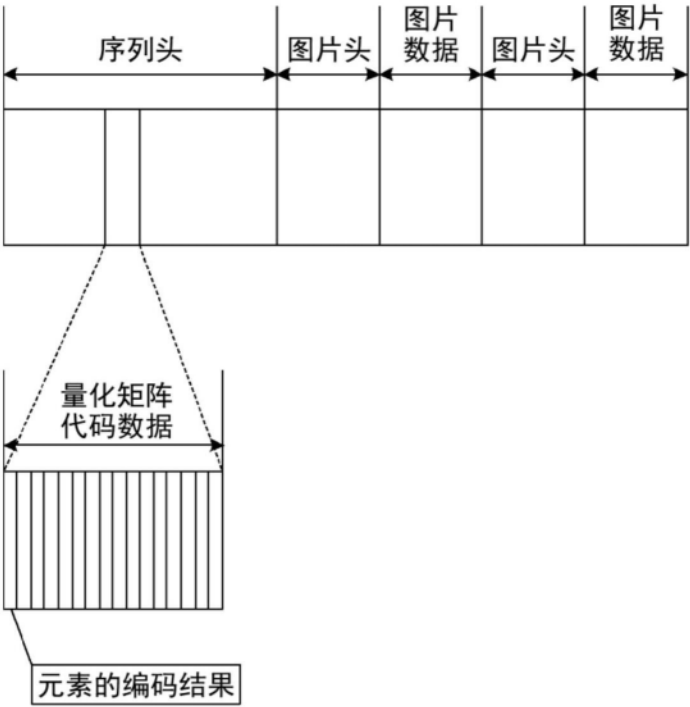 序列头
图片头
图片
数据
图片头
图片
数据
量化矩阵
代码数据
元素的编码结果